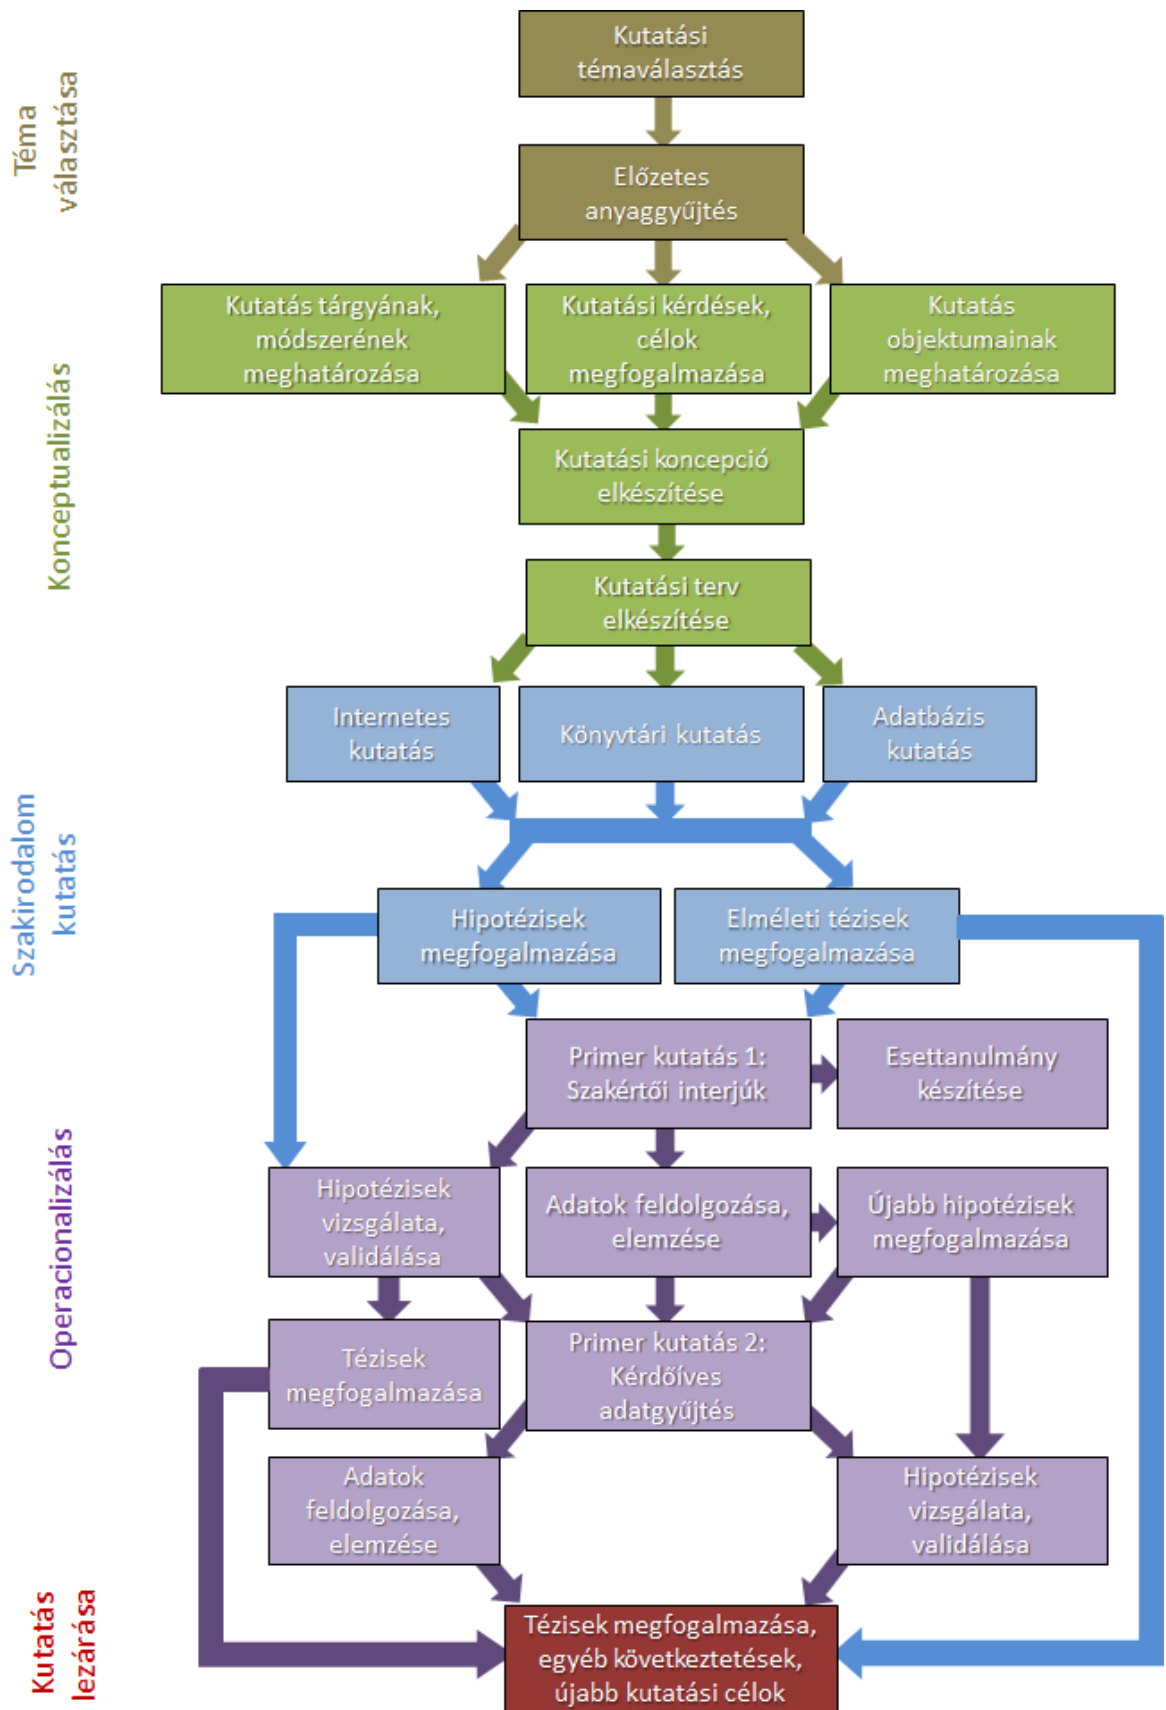 Téma
választása
Kutatási
témaválasztás
Előzetes
anyaggyűjtés
Konceptualizálás
Kutatás tárgyának,
módszerének
meghatározása
Kutatási kérdések,
célok
megfogalmazása
Kutatás
objektumainak
meghatározása
Kutatási koncepció
elkészítése
Kutatási terv
elkészítése
Szakirodalom
kutatás
Internetes
kutatás
Könyvtári kutatás
Adatbázis
kutatás
Hipotézisek
megfogalmazása
Elméleti tézisek
megfogalmazása
Operacionalizálás
Primer kutatás 1:
Szakértői interjúk
Esettanulmány
készítése
Hipotézisek
vizsgálata,
validálása
Adatok feldolgozása,
elemzése
Újabb hipotézisek
megfogalmazása
Tézisek
megfogalmazása
Primer kutatás 2:
Kérdőíves
adatgyűjtés
Adatok
feldolgozása,
elemzése
Hipotézisek
vizsgálata,
validálása
Kutatás
lezárása
Tézisek megfogalmazása,
egyéb következtetések,
újabb kutatási célok